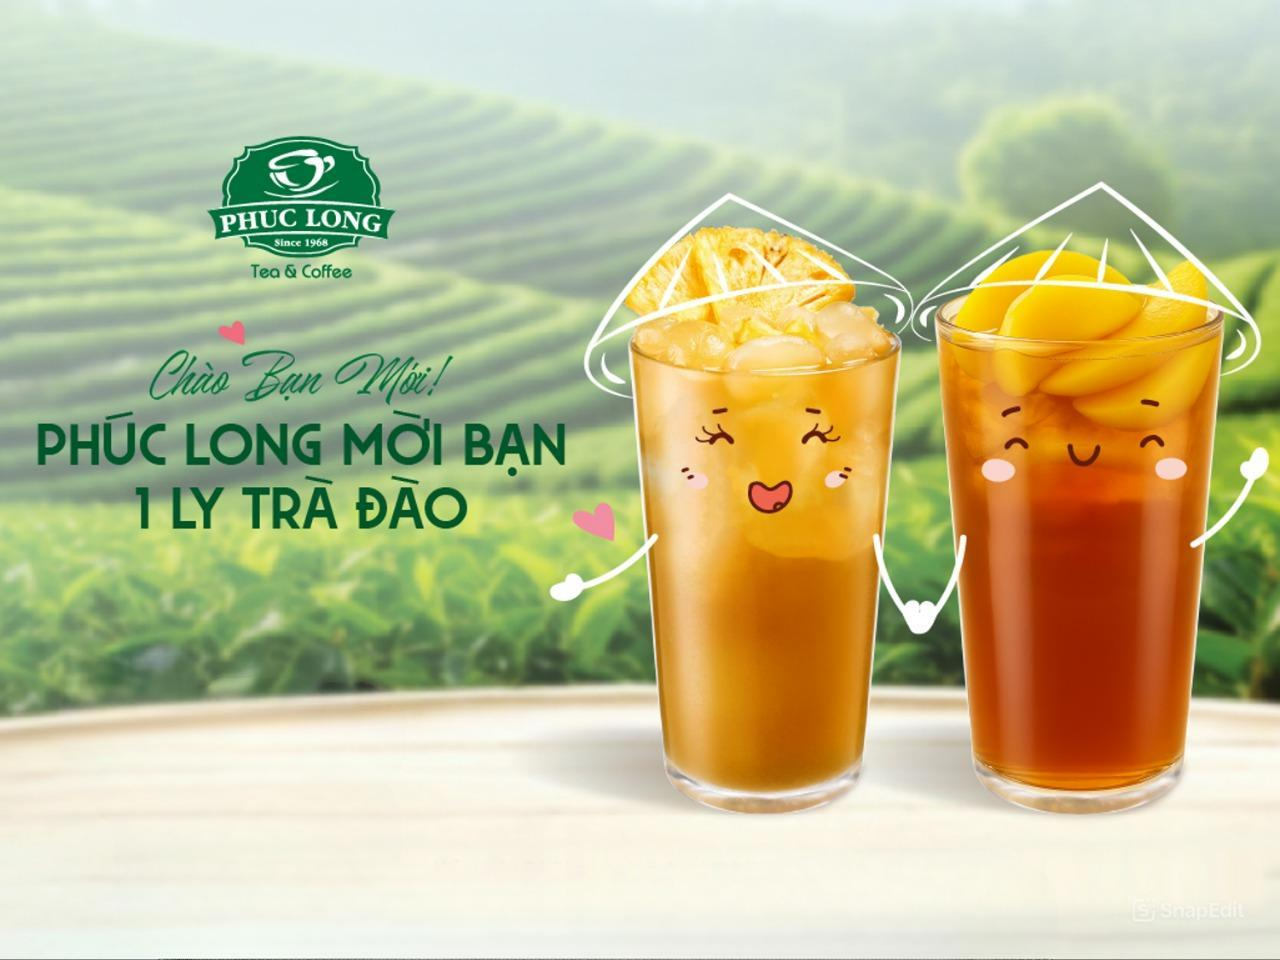 PHUC LONG
Since 1968
Tea & Coffee
Chào Bạn Mới!
PHÚC LONG MỜI BẠN
1 LY TRÀ ĐÀO
SnapEdit